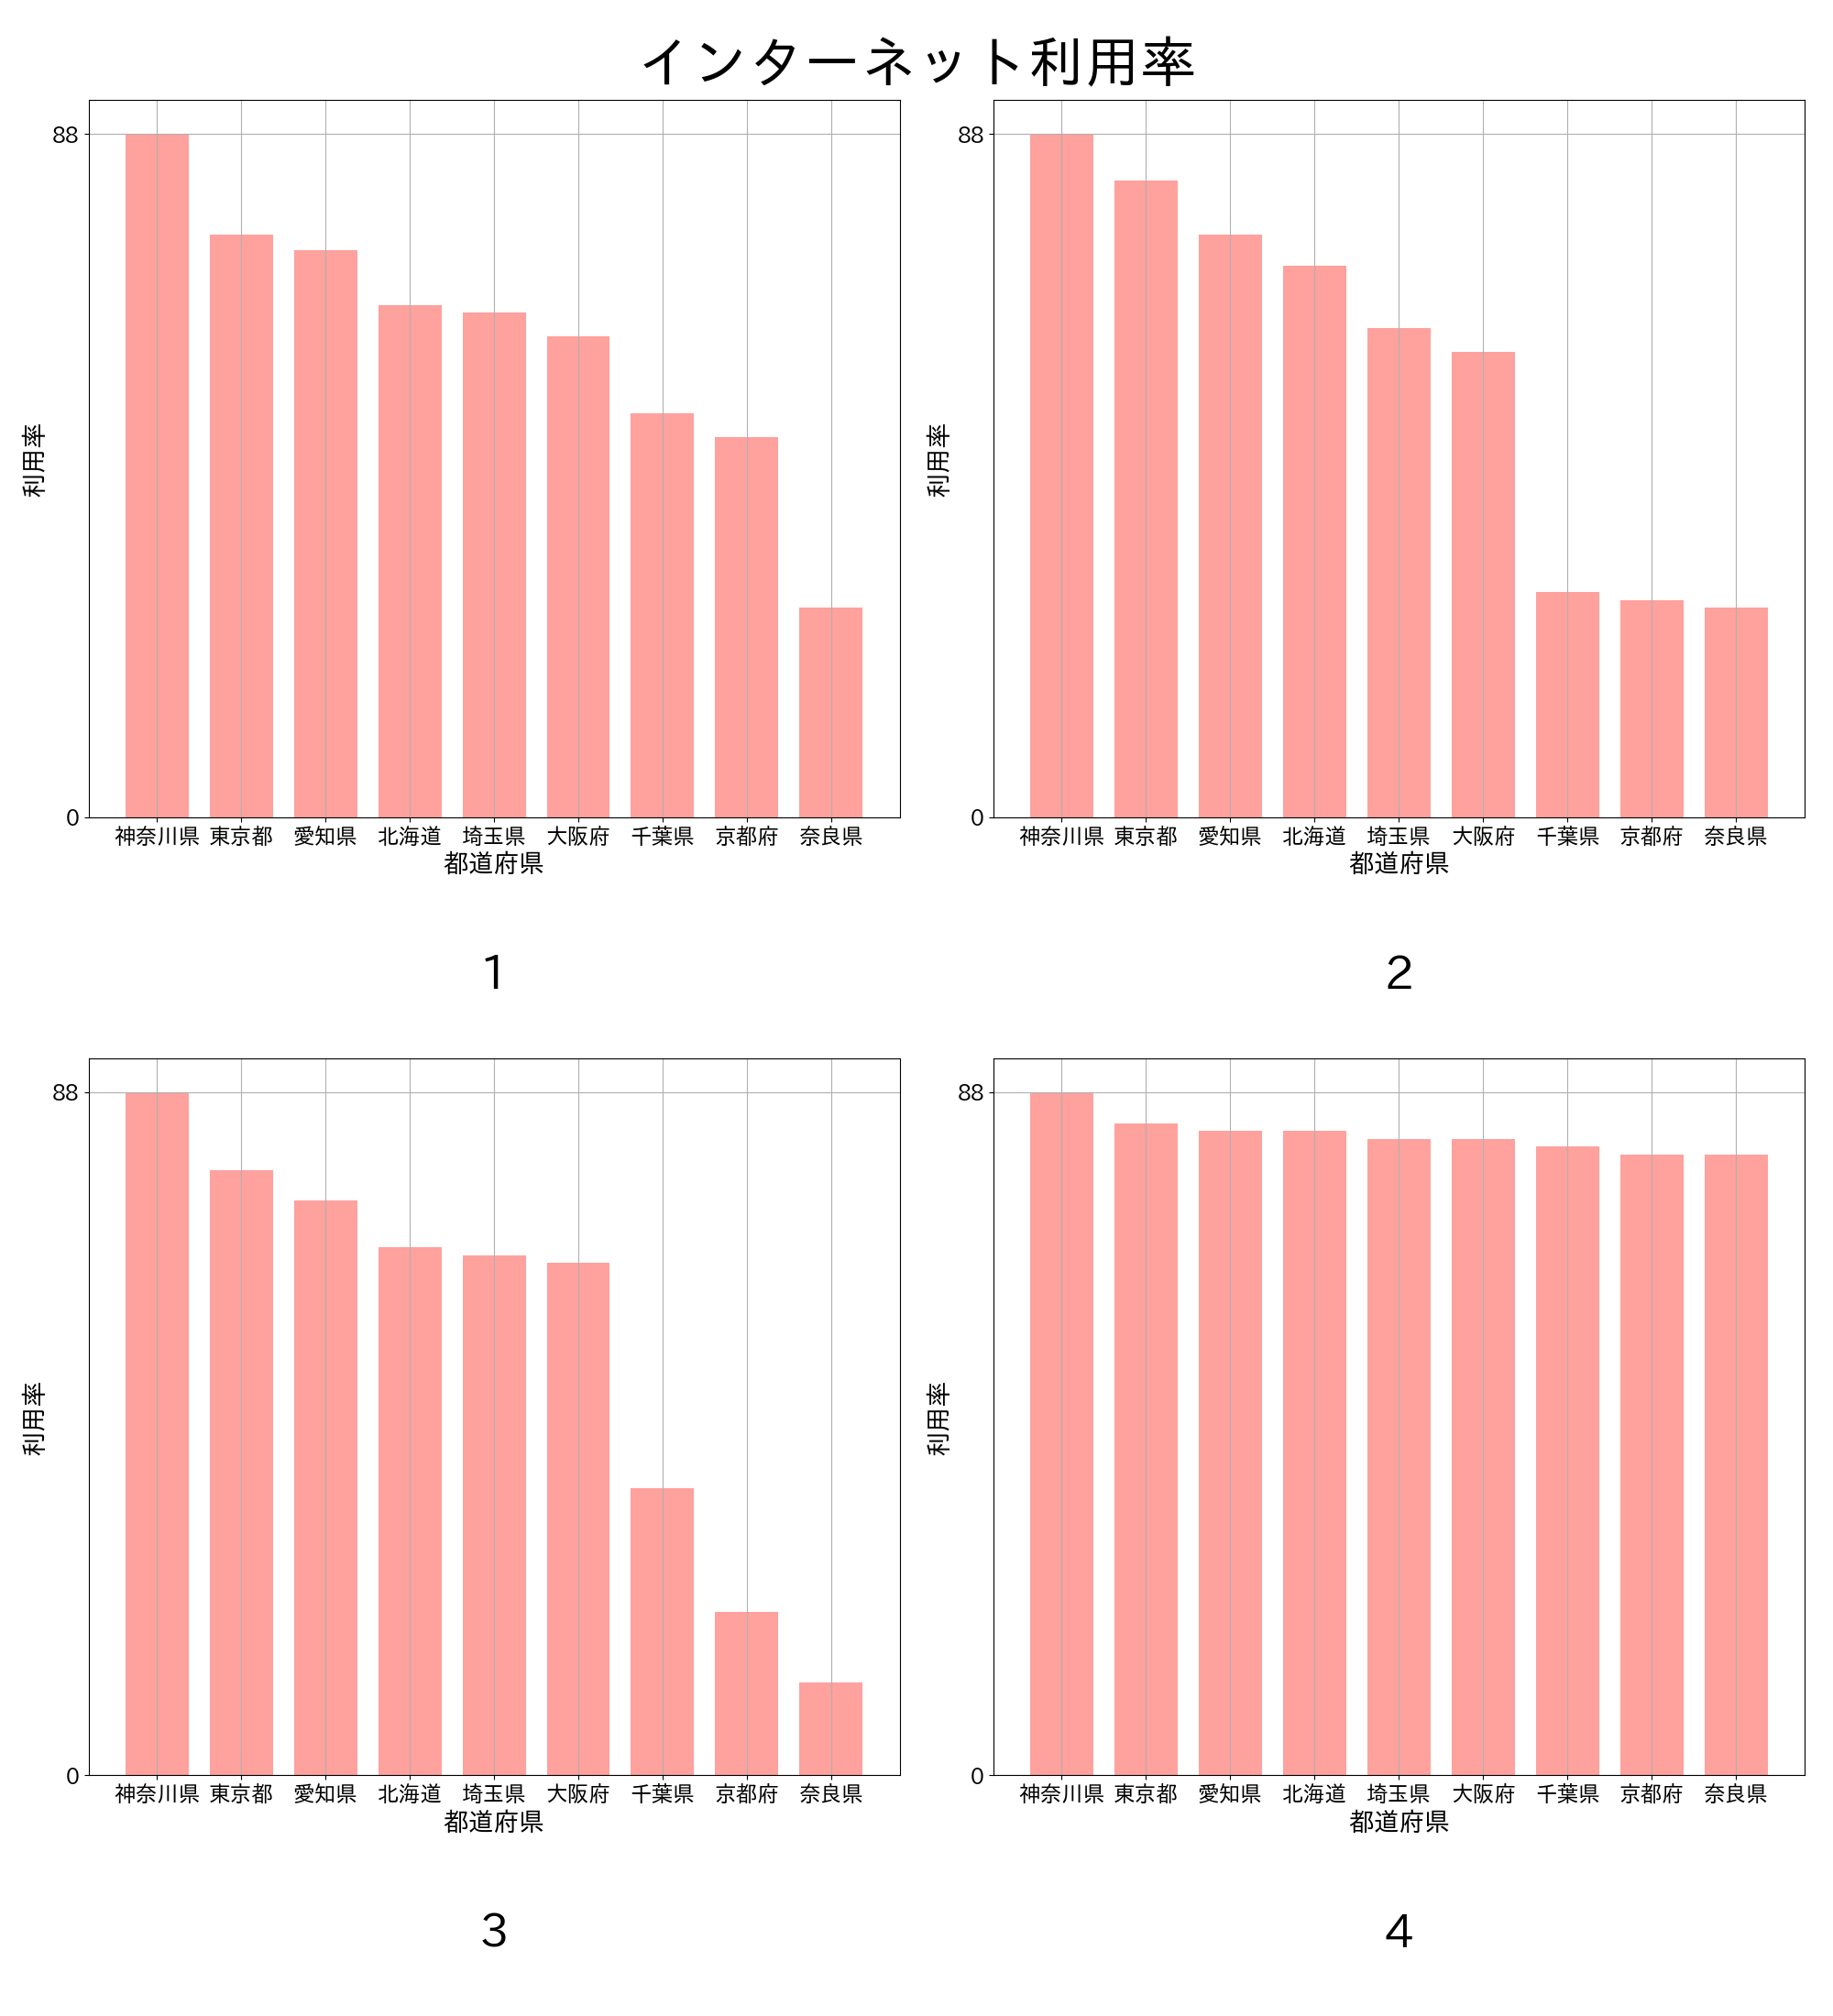 インターネット利用率
88
0
利用率
神奈川県 東京都 愛知県 北海道 埼玉県 大阪府 千葉県 京都府 奈良県
都道府県
1
88
0
利用率
神奈川県 東京都 愛知県 北海道 埼玉県 大阪府 千葉県 京都府 奈良県
都道府県
2
88
0
利用率
神奈川県 東京都 愛知県 北海道 埼玉県 大阪府 千葉県 京都府 奈良県
都道府県
3
88
0
利用率
神奈川県 東京都 愛知県 北海道 埼玉県 大阪府 千葉県 京都府 奈良県
都道府県
4